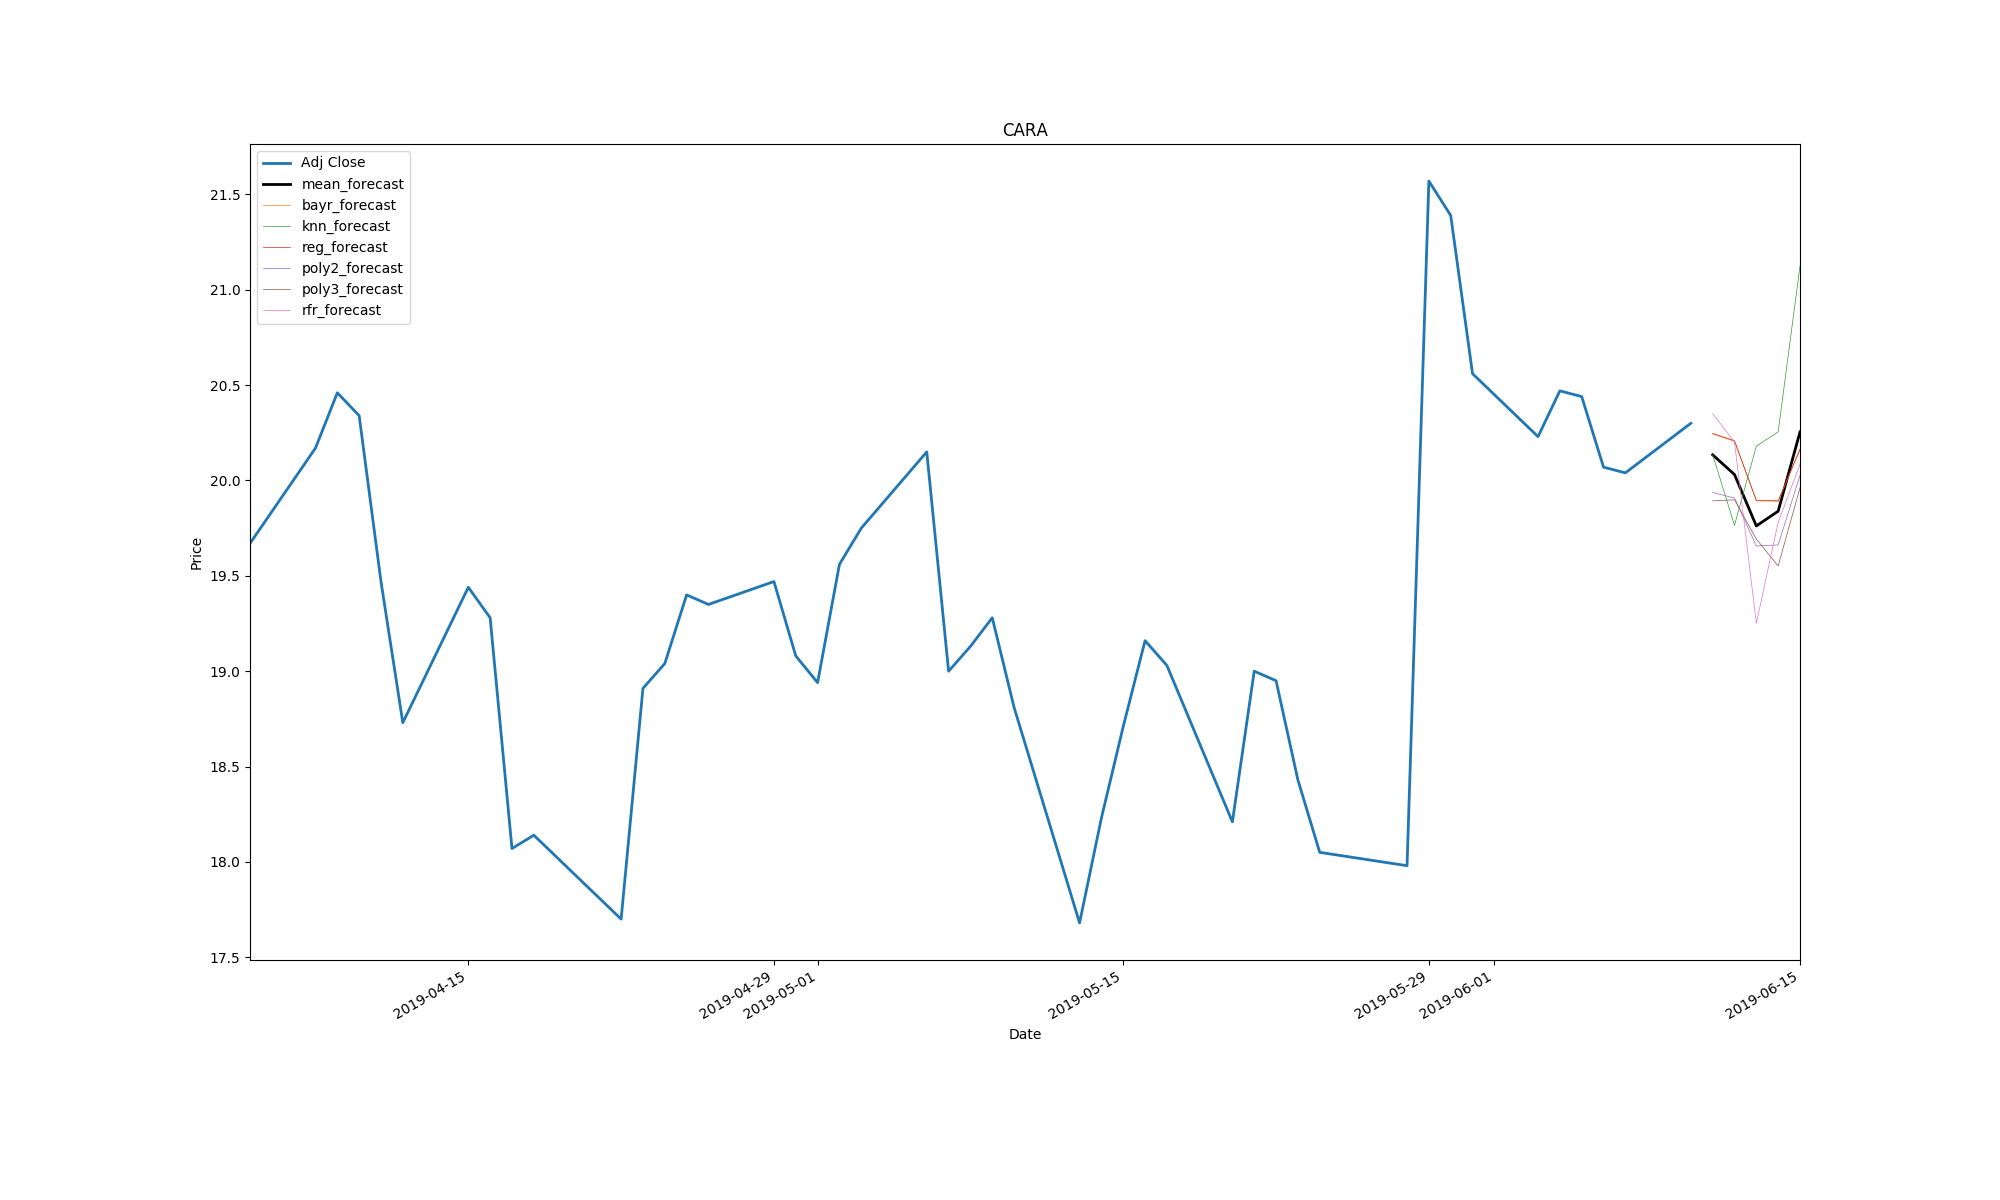 CARA
Adj Close
mean_forecast
bayr_forecast
knn_forecast
reg_forecast
poly2_forecast
poly3_forecast
rfr_forecast
21.5
21.0
20.5
20.0
19.5
19.0
18.5
18.0
17.5
Price
2019-04-15
2019-04-29
2019-05-01
2019-05-15
2019-05-29
2019-06-01
2019-06-15
Date